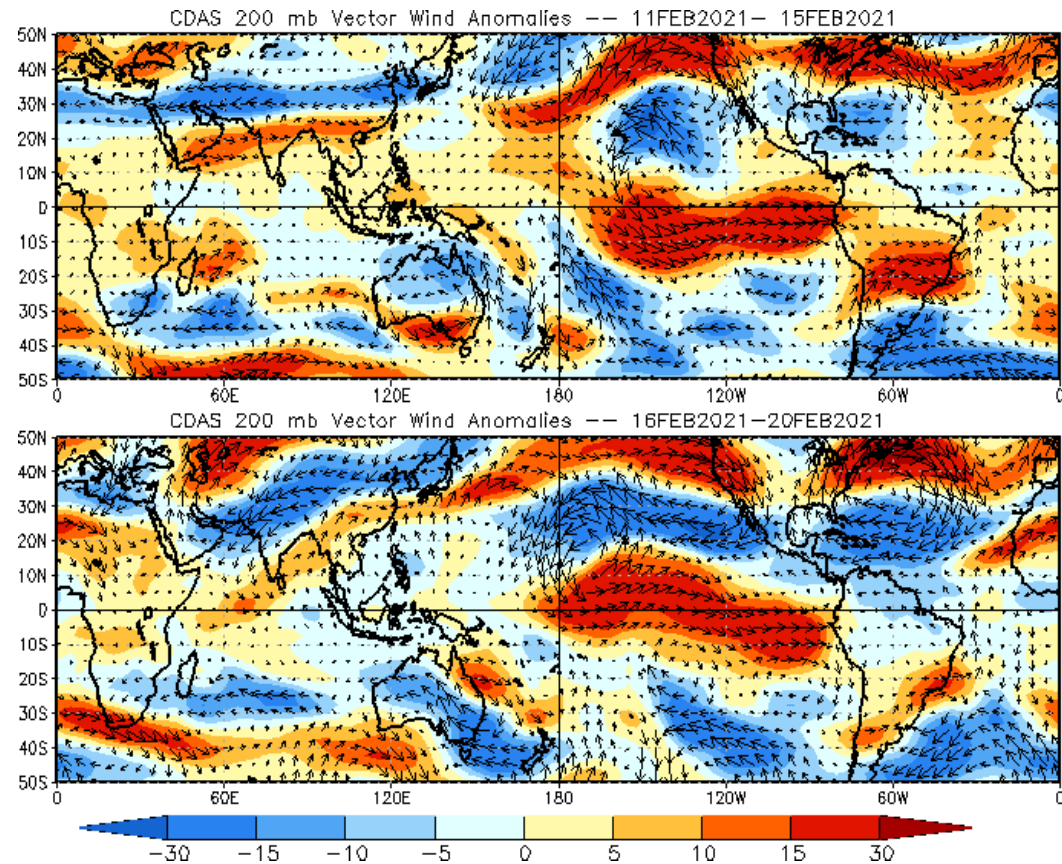 CDAS 200 mb Vector Wind Anomalies -- 11FEB2021- 15FEB2021
50N
40N
30N
20N
10N
0
10S
20S
30S
40S
50S
0 60E 120E 180 120W 60W 0
CDAS 200 mb Vector Wind Anomalies -- 16FEB2021-20FEB2021
50N
40N
30N
20N
10N
0
10S
20S
30S
40S
50S
0 60E 120E 180 120W 60W 0
-30 -15 -10 -5 0 5 10 15 30